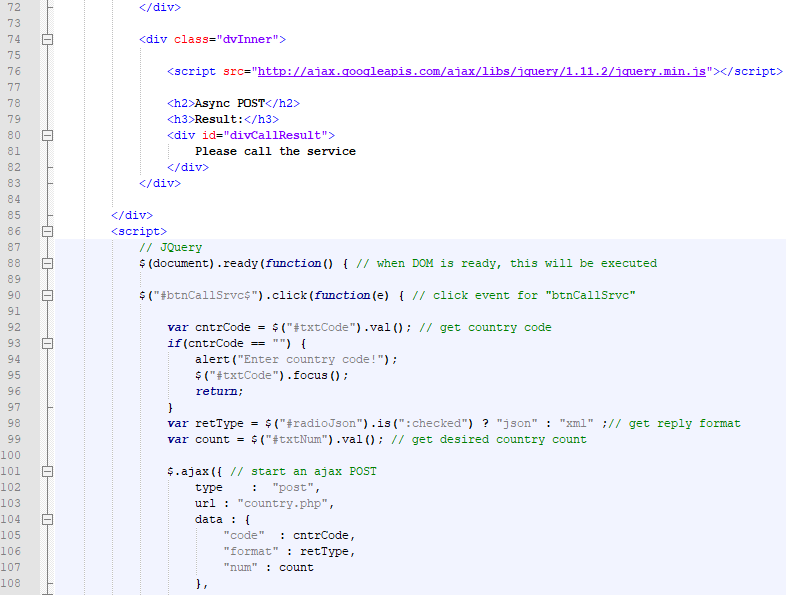 72 </div>
73
74 <div class="dvInner">
75
76 <script src="http://ajax.googleapis.com/ajax/libs/jquery/1.11.2/jquery.min.js"></script>
77
78 <h2>Async POST</h2>
79 <h3>Result:</h3>
80 <div id="divCallResult">
81 Please call the service
82 </div>
83 </div>
84
85 </div>
86 <script>
87 // JQuery
88 $(document).ready(function() { // when DOM is ready, this will be executed
89
90 $("#btnCallSrvc$").click(function(e) { // click event for "btnCallSrvc"
91
92 var cntrCode = $("#txtCode").val(); // get country code
93 if(cntrCode == "") {
94 alert("Enter country code!");
95 $("#txtCode").focus();
96 return;
97 }
98 var retType = $("#radioJson").is(":checked") ? "json" : "xml" ;// get reply format
99 var count = $("#txtNum").val(); // get desired country count
100
101 $.ajax({ // start an ajax POST
102 type : "post",
103 url : "country.php",
104 data : {
105 "code" : cntrCode,
106 "format" : retType,
107 "num" : count
108 },